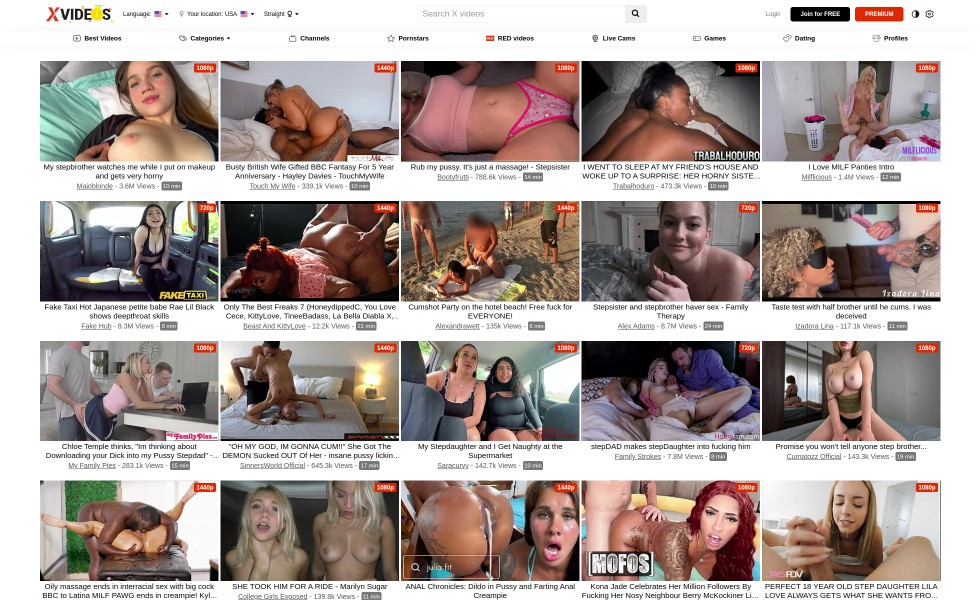 XVIDEOS Language: Your location: USA Straight Search X videos Login Join for FREE PREMIUM
Best Videos Categories Channels Pornstars RED videos Live Cams Games Dating Profiles
1080p 1440p 1080p 1080p 1080p
TRABALHODURO MILFLICIOUS
My stepbrother watches me while I put on makeup
and gets very horny
Maioblonde - 3.6M Views - 10 min
Busty British Wife Gifted BBC Fantasy For 5 Year
Anniversary - Hayley Davies - TouchMyWife
Touch My Wife - 339.1k Views - 10 min
Rub my pussy. It's just a massage! - Stepsister
Bootyfrutti - 788.6k Views - 14 min
I WENT TO SLEEP AT MY FRIEND'S HOUSE AND
WOKE UP TO A SURPRISE: HER HORNY SISTE...
Trabalhoduro - 473.3k Views - 10 min
I Love MILF Panties Intro
Milflicious - 1.4M Views - 12 min
720p 1440p 1440p 720p 1080p
FAKE TAXI Izadora Lina
Fake Taxi Hot Japanese petite babe Rae Lil Black
shows deepthroat skills
Fake Hub - 8.3M Views - 8 min
Only The Best Freaks 7 (HoneydippedC, You Love
Cece, KittyLove, TineeBadass, La Bella Diabla X,...
Beast And KittyLove - 12.2k Views - 21 min
Cumshot Party on the hotel beach! Free fuck for
EVERYONE!
Alexandrawett - 135k Views - 6 min
Stepsister and stepbrother haver sex - Family
Therapy
Alex Adams - 8.7M Views - 24 min
Taste test with half brother until he cums. I was
deceived
Izadora Lina - 117.1k Views - 11 min
1080p 1440p 1080p 720p 1080p
my Family Pies
Chloe Temple thinks, "Im thinking about
Downloading your Dick into my Pussy Stepdad" -...
My Family Pies - 283.1k Views - 15 min
"OH MY GOD, IM GONNA CUM!!" She Got The
DEMON Sucked OUT Of Her - insane pussy lickin...
SinnersWorld Official - 645.3k Views - 17 min
My Stepdaughter and I Get Naughty at the
Supermarket
Saracurvy - 142.7k Views - 10 min
stepDAD makes stepDaughter into fucking him
Family Strokes - 7.8M Views - 8 min
Promise you won't tell anyone step brother...
Cumatozz Official - 143.3k Views - 19 min
1440p 1080p 1440p 1080p 1080p
julia.fit MOFOS
Oily massage ends in interracial sex with big cock
BBC to Latina MILF PAWG ends in creampie! Kyl...
SHE TOOK HIM FOR A RIDE - Marilyn Sugar
College Girls Exposed - 139.8k Views - 11 min
ANAL Chronicles: Dildo in Pussy and Farting Anal
Creampie
Kona Jade Celebrates Her Million Followers By
Fucking Her Nosy Neighbour Berry McKockiner Li...
PERFECT 18 YEAR OLD STEP DAUGHTER LILA
LOVE ALWAYS GETS WHAT SHE WANTS FRO...